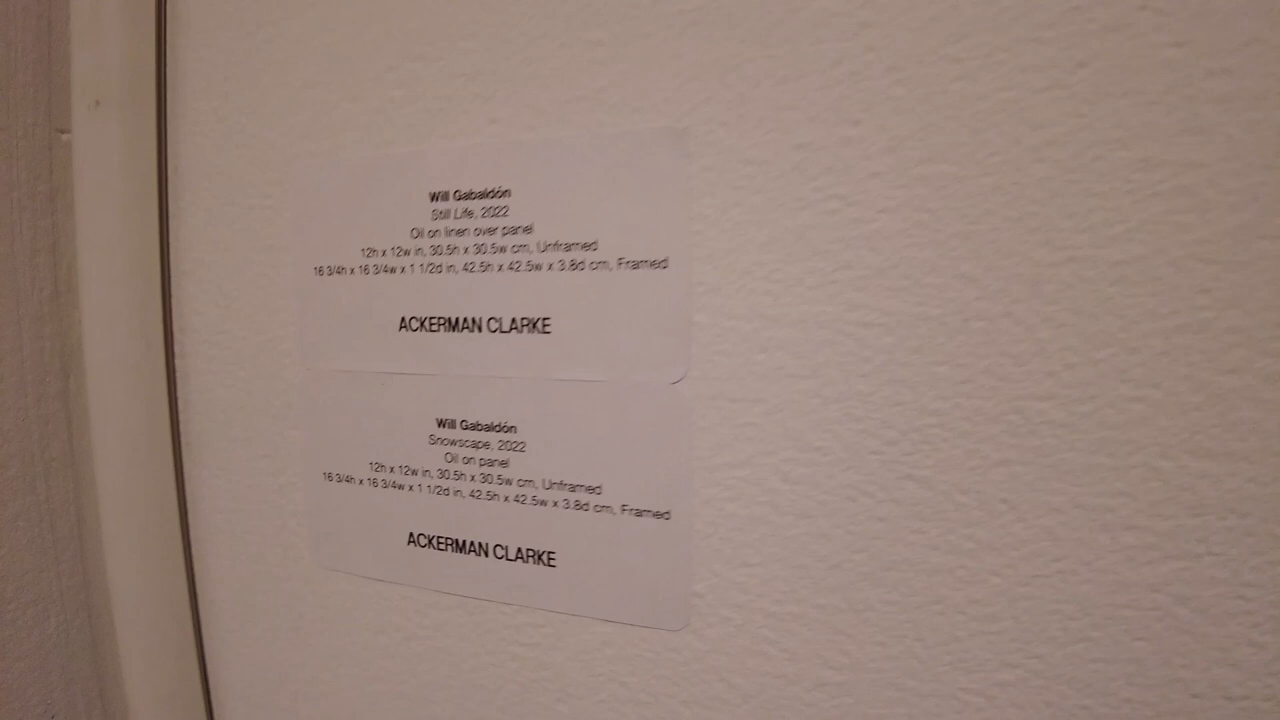 Will Gabaldón
Still Life, 2022
Oil on linen over panel
12h x 12w in, 30.5h x 30.5w cm, Unframed
16 3/4h x 16 3/4w x 1 1/2d in, 42.5h x 42.5w x 3.8d cm, Framed
ACKERMAN CLARKE
Will Gabaldón
Snowscape, 2022
Oil on panel
12h x 12w in, 30.5h x 30.5w cm, Unframed
16 3/4h x 16 3/4w x 1 1/2d in, 42.5h x 42.5w x 3.8d cm, Framed
ACKERMAN CLARKE